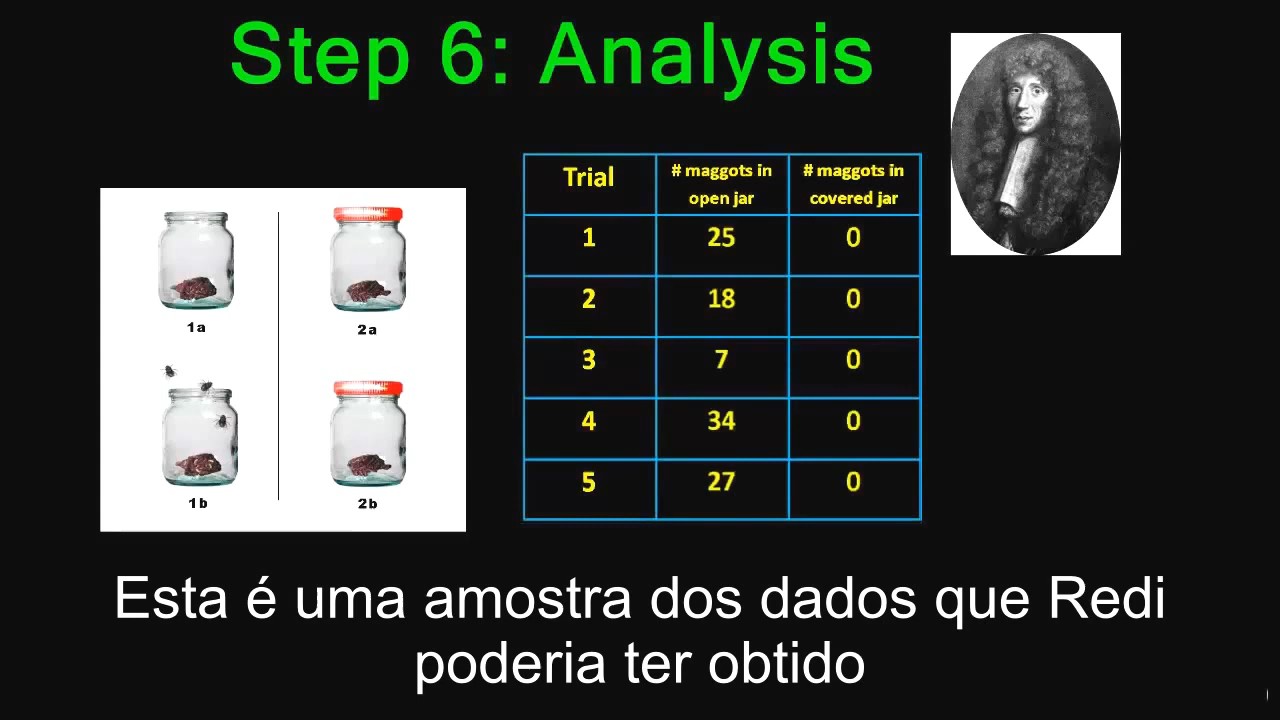 Step 6: Analysis
Trial # maggots in open jar # maggots in covered jar
1 25 0
2 18 0
3 7 0
4 34 0
5 27 0
1a 2a
1b 2b
Esta é uma amostra dos dados que Redi
poderia ter obtido